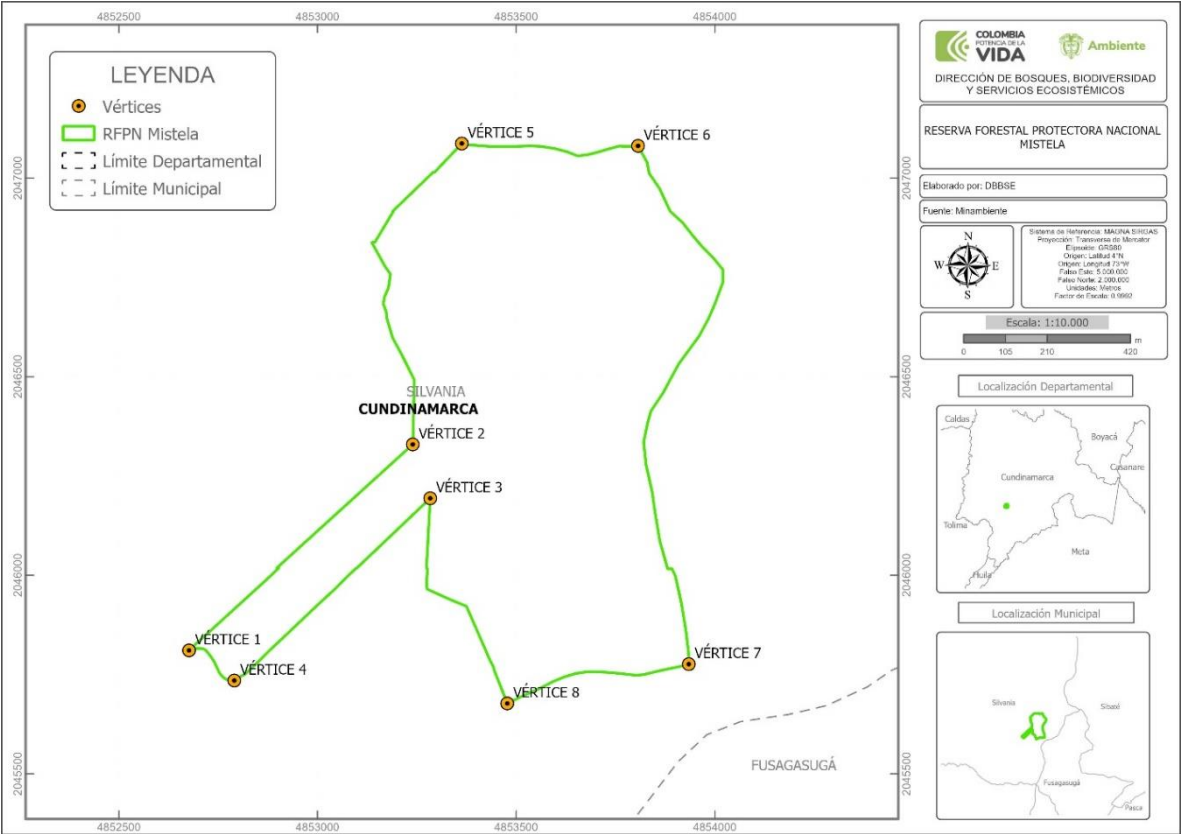 4852500
4853000
4853500
4854000
2047000
2046500
2046000
2045500
2047000
2046500
2046000
2045500
4852500
4853000
4853500
4854000
LEYENDA
Vértices
RFPN Mistela
Límite Departamental
Límite Municipal
VÉRTICE 5
VÉRTICE 6
SILVANIA
CUNDINAMARCA
VÉRTICE 2
VÉRTICE 3
VÉRTICE 1
VÉRTICE 4
VÉRTICE 7
VÉRTICE 8
FUSAGASUGÁ
COLOMBIA
POTENCIA DE LA
VIDA
Ambiente
DIRECCIÓN DE BOSQUES, BIODIVERSIDAD
Y SERVICIOS ECOSISTÉMICOS
RESERVA FORESTAL PROTECTORA NACIONAL
MISTELA
Elaborado por: DBBSE
Fuente: Minambiente
N
W E
S
Sistema de Referencia: MAGNA SIRGAS
Proyección: Transversa de Mercator
Elipsoide: GRS80
Origen: Latitud 4°N
Origen: Longitud 73°W
Falso Este: 5.000.000
Falso Norte: 2.000.000
Unidades: Metros
Factor de Escala: 0.9992
Escala: 1:10.000
m
0 105 210 420
Localización Departamental
Caldas
Boyacá
Casanare
Cundinamarca
Tolima
Meta
Huila
Localización Municipal
Silvania
Sibaté
Fusagasugá
Pasca